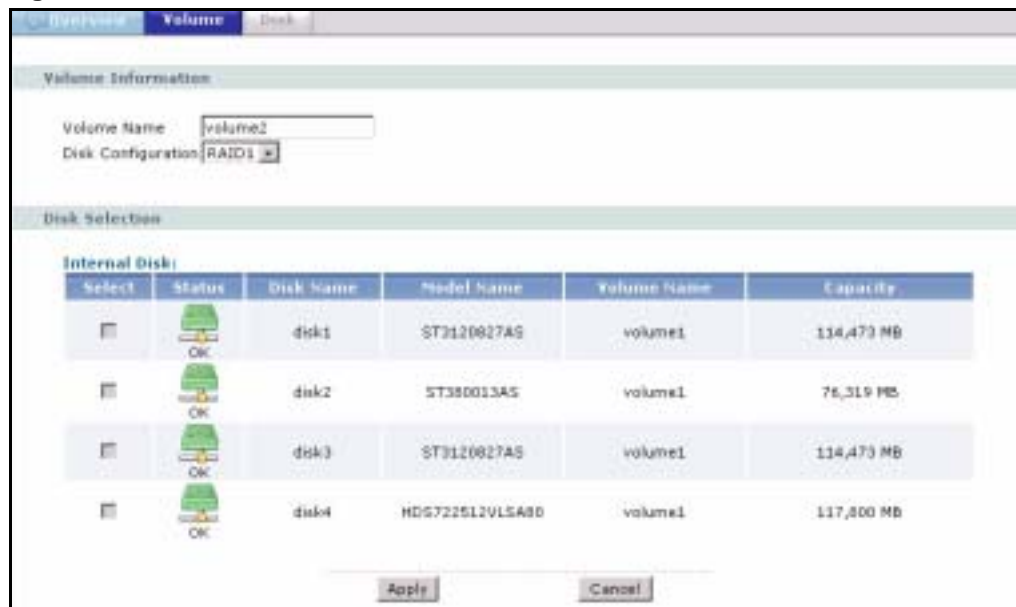 Overview Volume Disk
Volume Information
Volume Name volume2
Disk Configuration RAID1
Disk Selection
Internal Disk:
Select Status Disk Name Model Name Volume Name Capacity
OK disk1 ST3120827AS volume1 114,473 MB
OK disk2 ST380013AS volume1 76,319 MB
OK disk3 ST3120827AS volume1 114,473 MB
OK disk4 HDS722512VLSA80 volume1 117,800 MB
Apply Cancel